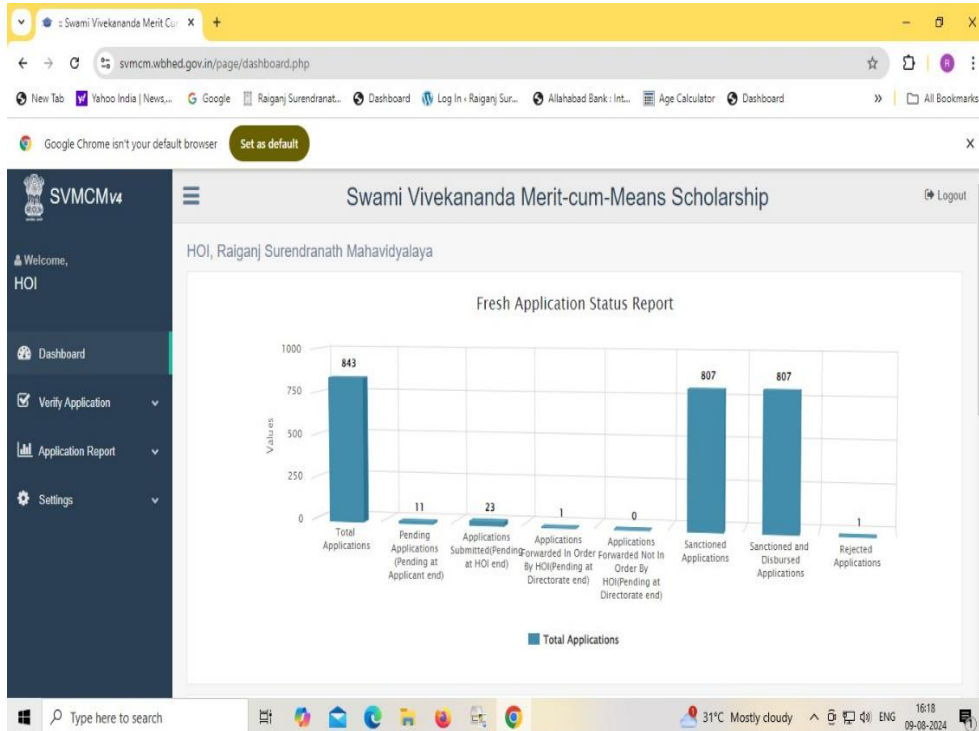 :: Swami Vivekananda Merit Cu
svmcm.wbhed.gov.in/page/dashboard.php
R
New Tab
Yahoo India | News,...
Google
Raiganj Surendranat...
Dashboard
Log In ‹ Raiganj Sur...
Allahabad Bank : Int...
Age Calculator
Dashboard
»
All Bookmarks
Google Chrome isn't your default browser
Set as default
SVMCMv4
Swami Vivekananda Merit-cum-Means Scholarship
Logout
Welcome,
HOI
HOI, Raiganj Surendranath Mahavidyalaya
Dashboard
Verify Application
Application Report
Settings
Fresh Application Status Report
Values
1000
750
500
250
0
843
11
23
1
0
807
807
1
Total
Applications
Pending
Applications
(Pending at
Applicant end)
Applications
Submitted(Pending
at HOI end)
Applications
Forwarded In Order
By HOI(Pending at
Directorate end)
Applications
Forwarded Not In
Order By
HOI(Pending at
Directorate end)
Sanctioned
Applications
Sanctioned and
Disbursed
Applications
Rejected
Applications
Total Applications
Type here to search
31°C Mostly cloudy
ENG
16:18
09-08-2024